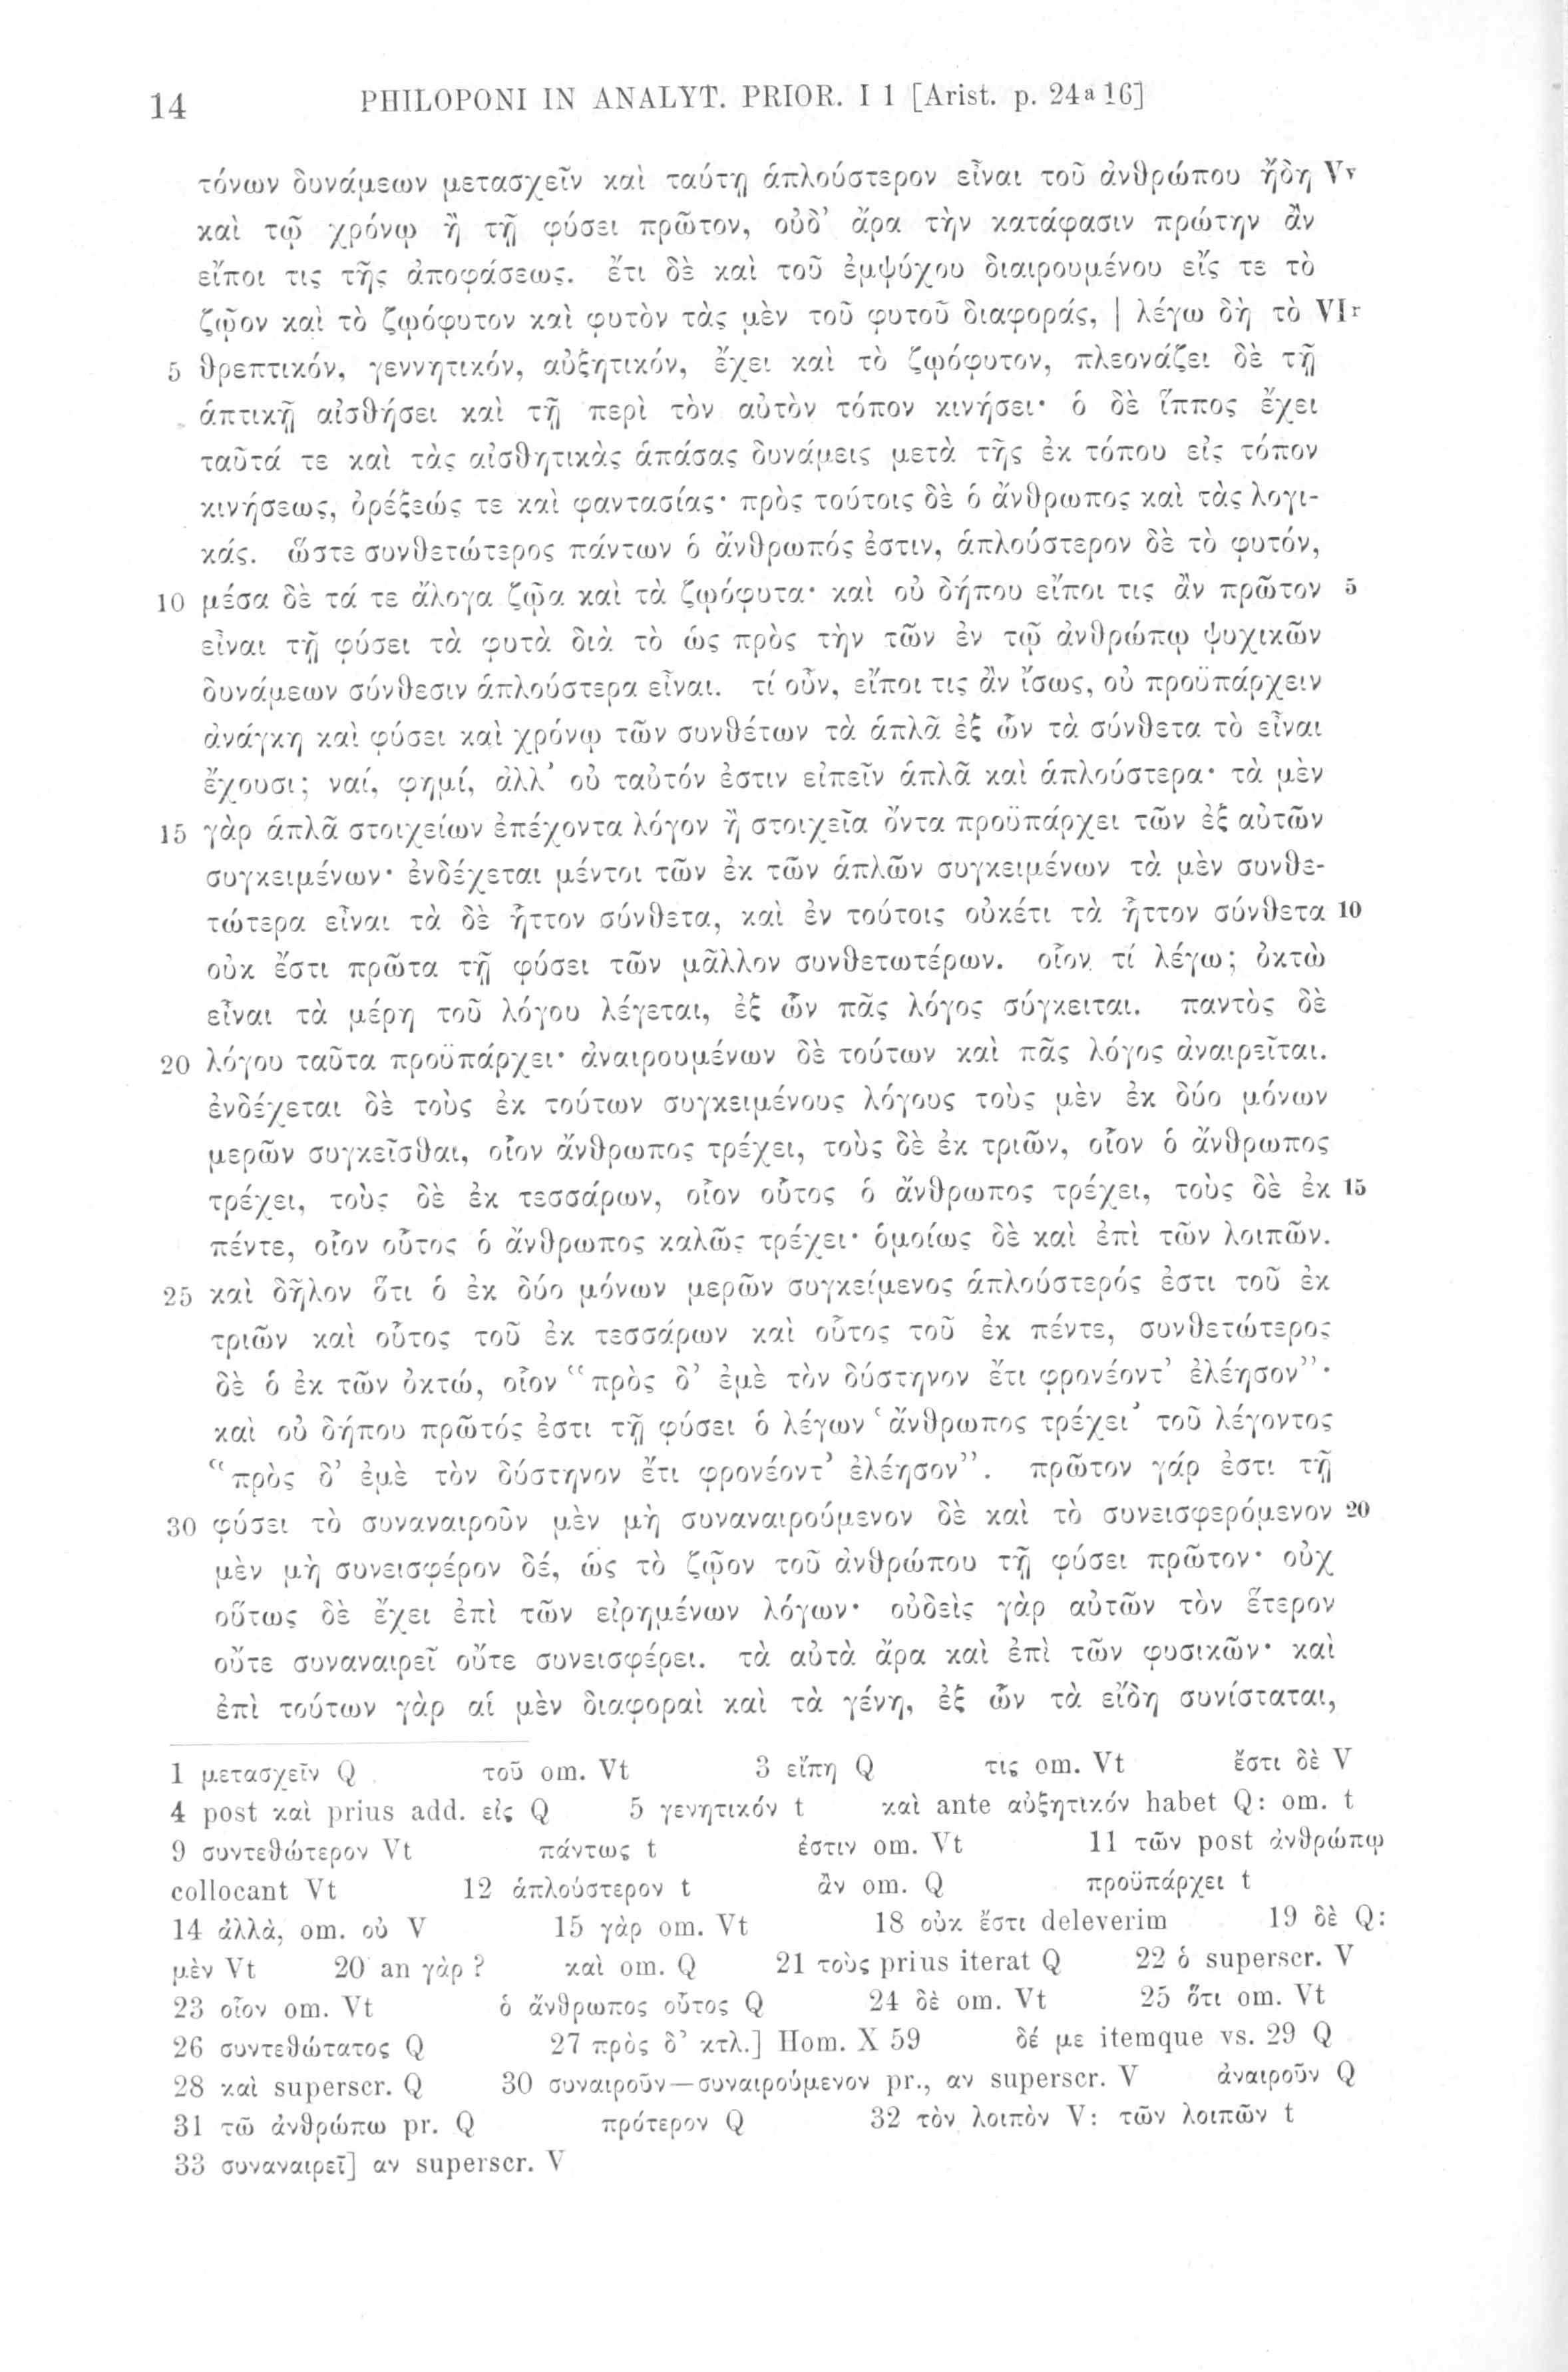 14 PHILOPONI IN ANALYT. PRIOR. I 1 [Arist. p. 24a16]
τόνων δυνάμεων μετασχεῖν καὶ ταύτῃ ἁπλούστερον εἶναι τοῦ ἀνθρώπου ἤδη Vv
καὶ τῷ χρόνῳ ἢ τῇ φύσει πρῶτον, οὐδ’ ἄρα τὴν κατάφασιν πρώτην ἂν
εἴποι τις τῆς ἀποφάσεως. ἔτι δὲ καὶ τοῦ ἐμψύχου διαιρουμένου εἴς τε τὸ
ζῷον καὶ τὸ ζῳόφυτον καὶ φυτὸν τὰς μὲν τοῦ φυτοῦ διαφοράς, | λέγω δὴ τὸ VIr
5 θρεπτικόν, γεννητικόν, αὐξητικόν, ἔχει καὶ τὸ ζῳόφυτον, πλεονάζει δὲ τῇ
ἁπτικῇ αἰσθήσει καὶ τῇ περὶ τὸν αὐτὸν τόπον κινήσει· ὁ δὲ ἵππος ἔχει
ταῦτά τε καὶ τὰς αἰσθητικὰς ἁπάσας δυνάμεις μετὰ τῆς ἐκ τόπου εἰς τόπον
κινήσεως, ὀρέξεώς τε καὶ φαντασίας· πρὸς τούτοις δὲ ὁ ἄνθρωπος καὶ τὰς λογι-
κάς. ὥστε συνθετώτερος πάντων ὁ ἄνθρωπός ἐστιν, ἁπλούστερον δὲ τὸ φυτόν,
10 μέσα δὲ τά τε ἄλογα ζῷα καὶ τὰ ζῳόφυτα· καὶ οὐ δήπου εἴποι τις ἂν πρῶτον 5
εἶναι τῇ φύσει τὰ φυτὰ διὰ τὸ ὡς πρὸς τὴν τῶν ἐν τῷ ἀνθρώπῳ ψυχικῶν
δυνάμεων σύνθεσιν ἁπλούστερα εἶναι. τί οὖν, εἴποι τις ἂν ἴσως, οὐ προϋπάρχειν
ἀνάγκη καὶ φύσει καὶ χρόνῳ τῶν συνθέτων τὰ ἁπλᾶ ἐξ ὧν τὰ σύνθετα τὸ εἶναι
ἔχουσι; ναί, φημί, ἀλλ’ οὐ ταὐτόν ἐστιν εἰπεῖν ἁπλᾶ καὶ ἁπλούστερα· τὰ μὲν
15 γὰρ ἁπλᾶ στοιχείων ἐπέχοντα λόγον ἢ στοιχεῖα ὄντα προϋπάρχει τῶν ἐξ αὐτῶν
συγκειμένων· ἐνδέχεται μέντοι τῶν ἐκ τῶν ἁπλῶν συγκειμένων τὰ μὲν συνθε-
τώτερα εἶναι τὰ δὲ ἧττον σύνθετα, καὶ ἐν τούτοις οὐκέτι τὰ ἧττον σύνθετα 10
οὐκ ἔστι πρῶτα τῇ φύσει τῶν μᾶλλον συνθετωτέρων. οἷον τί λέγω; ὀκτὼ
εἶναι τὰ μέρη τοῦ λόγου λέγεται, ἐξ ὧν πᾶς λόγος σύγκειται. παντὸς δὲ
20 λόγου ταῦτα προϋπάρχει· ἀναιρουμένων δὲ τούτων καὶ πᾶς λόγος ἀναιρεῖται.
ἐνδέχεται δὲ τοὺς ἐκ τούτων συγκειμένους λόγους τοὺς μὲν ἐκ δύο μόνων
μερῶν συγκεῖσθαι, οἷον ἄνθρωπος τρέχει, τοὺς δὲ ἐκ τριῶν, οἷον ὁ ἄνθρωπος
τρέχει, τοὺς δὲ ἐκ τεσσάρων, οἷον οὗτος ὁ ἄνθρωπος τρέχει, τοὺς δὲ ἐκ 15
πέντε, οἷον οὗτος ὁ ἄνθρωπος καλῶς τρέχει· ὁμοίως δὲ καὶ ἐπὶ τῶν λοιπῶν.
25 καὶ δῆλον ὅτι ὁ ἐκ δύο μόνων μερῶν συγκείμενος ἁπλούστερός ἐστι τοῦ ἐκ
τριῶν καὶ οὗτος τοῦ ἐκ τεσσάρων καὶ οὗτος τοῦ ἐκ πέντε, συνθετώτερος
δὲ ὁ ἐκ τῶν ὀκτώ, οἷον “πρὸς δ’ ἐμὲ τὸν δύστηνον ἔτι φρονέοντ’ ἐλέησον”·
καὶ οὐ δήπου πρῶτός ἐστι τῇ φύσει ὁ λέγων ‘ἄνθρωπος τρέχει’ τοῦ λέγοντος
“πρὸς δ’ ἐμὲ τὸν δύστηνον ἔτι φρονέοντ’ ἐλέησον”. πρῶτον γάρ ἐστι τῇ
30 φύσει τὸ συναναιροῦν μὲν μὴ συναναιρούμενον δὲ καὶ τὸ συνεισφερόμενον 20
μὲν μὴ συνεισφέρον δέ, ὡς τὸ ζῷον τοῦ ἀνθρώπου τῇ φύσει πρῶτον· οὐχ
οὕτως δὲ ἔχει ἐπὶ τῶν εἰρημένων λόγων· οὐδεὶς γὰρ αὐτῶν τὸν ἕτερον
οὔτε συναναιρεῖ οὔτε συνεισφέρει. τὰ αὐτὰ ἄρα καὶ ἐπὶ τῶν φυσικῶν· καὶ
ἐπὶ τούτων γὰρ αἱ μὲν διαφοραὶ καὶ τὰ γένη, ἐξ ὧν τὰ εἴδη συνίσταται,
1 μετασχεῖν Q τοῦ om. Vt 3 εἴπη Q τις om. Vt ἔστι δὲ V
4 post καὶ prius add. εἰς Q 5 γενητικόν t καὶ ante αὐξητικόν habet Q: om. t
9 συντεθώτερον Vt πάντως t ἐστιν om. Vt 11 τῶν post ἀνθρώπῳ
collocant Vt 12 ἁπλούστερον t ἂν om. Q προϋπάρχει t
14 ἀλλὰ, om. οὐ V 15 γὰρ om. Vt 18 οὐκ ἔστι deleverim 19 δὲ Q:
μὲν Vt 20 an γὰρ? καὶ om. Q 21 τοὺς prius iterat Q 22 ὁ superscr. V
23 οἷον om. Vt ὁ ἄνθρωπος οὗτος Q 24 δὲ om. Vt 25 ὅτι om. Vt
26 συντεθώτατος Q 27 πρὸς δ’ κτλ.] Hom. X 59 δέ με itemque vs. 29 Q
28 καὶ superscr. Q 30 συναιροῦν—συναιρούμενον pr., αν superscr. V ἀναιροῦν Q
31 τῶ ἀνθρώπω pr. Q πρότερον Q 32 τὸν λοιπὸν V: τῶν λοιπῶν t
33 συναναιρεῖ] αν superscr. V